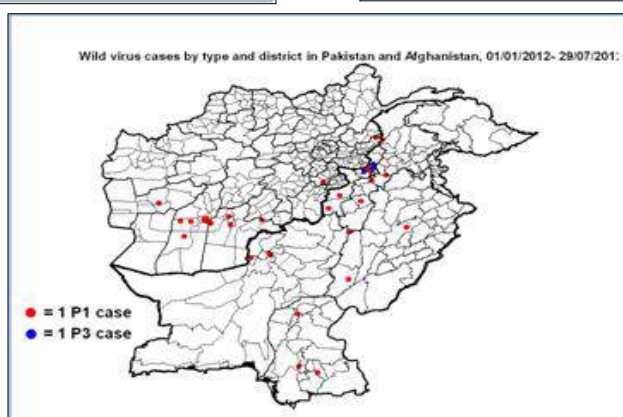 Wild virus cases by type and district in Pakistan and Afghanistan, 01/01/2012- 29/07/201
= 1 P1 case
= 1 P3 case